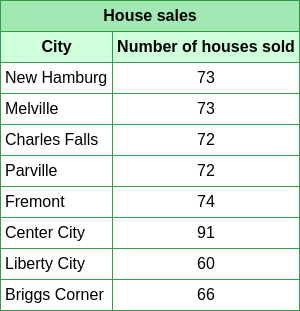 House sales
City Number of houses sold
New Hamburg 73
Melville 73
Charles Falls 72
Parville 72
Fremont 74
Center City 91
Liberty City 60
Briggs Corner 66